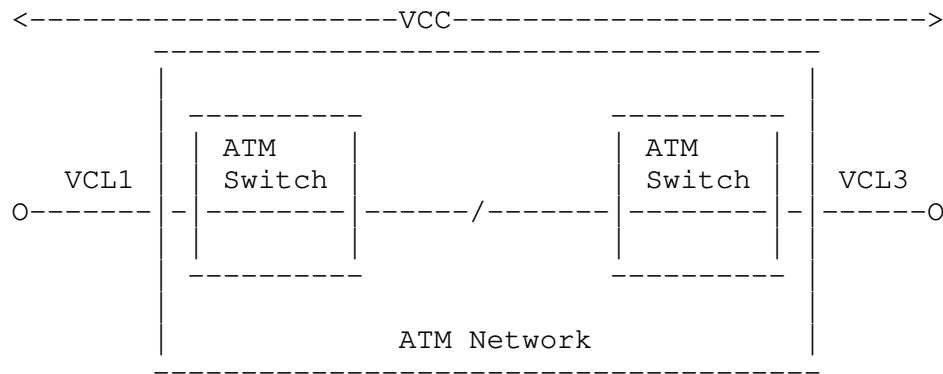 <--------------------VCC------------------------->
ATM ATM
VCL1 Switch Switch VCL3
O O
ATM Network